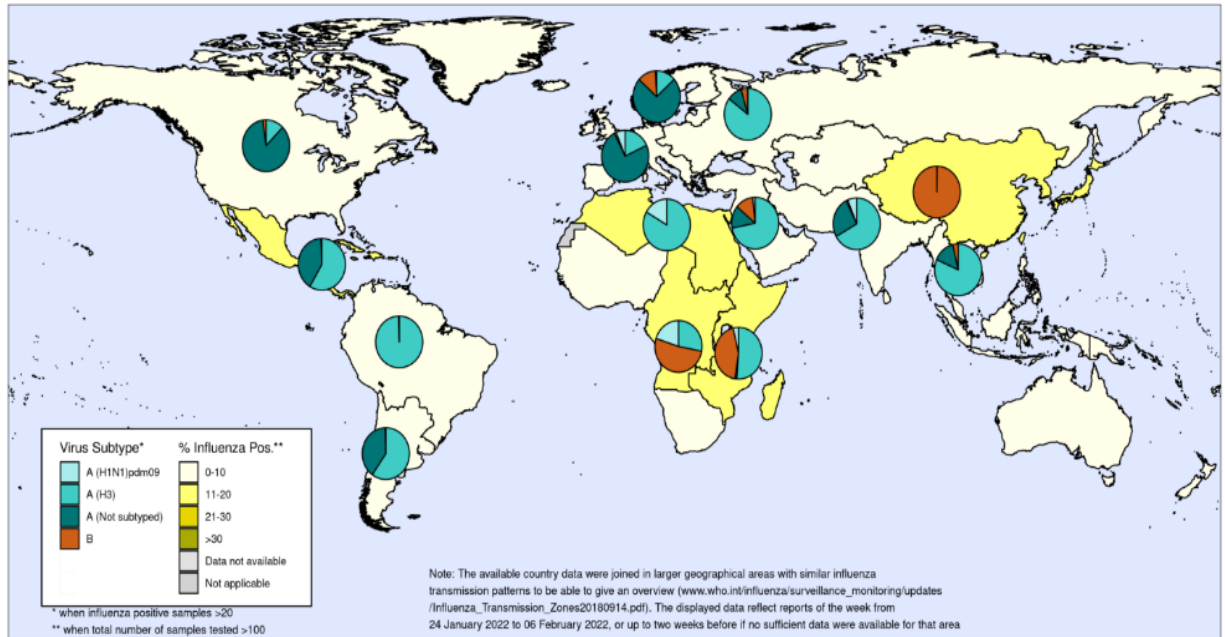 Virus Subtype*
A (H1N1)pdm09
A (H3)
A (Not subtyped)
B
% Influenza Pos.**
0-10
11-20
21-30
>30
Data not available
Not applicable
* when influenza positive samples >20
** when total number of samples tested >100
Note: The available country data were joined in larger geographical areas with similar influenza
transmission patterns to be able to give an overview (www.who.int/influenza/surveillance_monitoring/updates
/Influenza_Transmission_Zones20180914.pdf). The displayed data reflect reports of the week from
24 January 2022 to 06 February 2022, or up to two weeks before if no sufficient data were available for that area